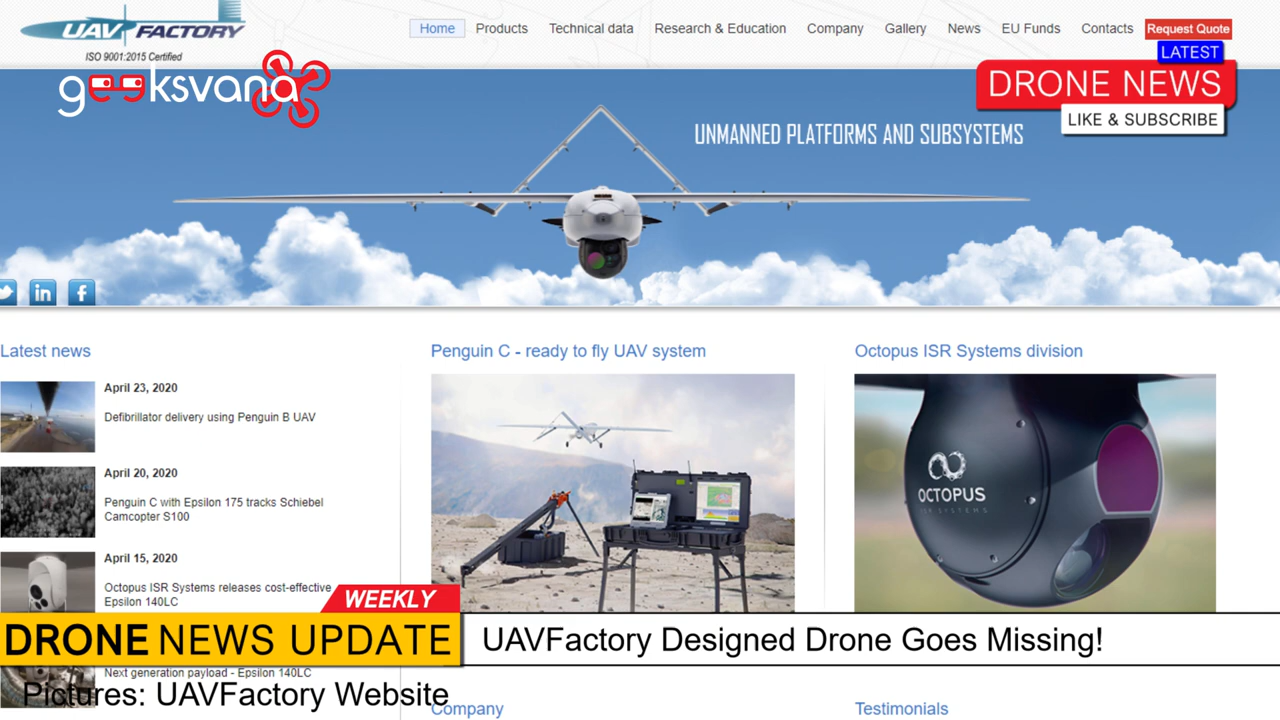 UAV FACTORY
ISO 9001:2015 Certified
Home Products Technical data Research & Education Company Gallery News EU Funds Contacts Request Quote
geeksvana
LATEST
DRONE NEWS
LIKE & SUBSCRIBE
UNMANNED PLATFORMS AND SUBSYSTEMS
in f
Latest news
April 23, 2020
Defibrillator delivery using Penguin B UAV
April 20, 2020
Penguin C with Epsilon 175 tracks Schiebel
Camcopter S100
April 15, 2020
Octopus ISR Systems releases cost-effective
Epsilon 140LC
Next generation payload - Epsilon 140LC
Penguin C - ready to fly UAV system
Octopus ISR Systems division
OCTOPUS
ISR SYSTEMS
WEEKLY
DRONE NEWS UPDATE
UAVFactory Designed Drone Goes Missing!
Pictures: UAVFactory Website
Company
Testimonials